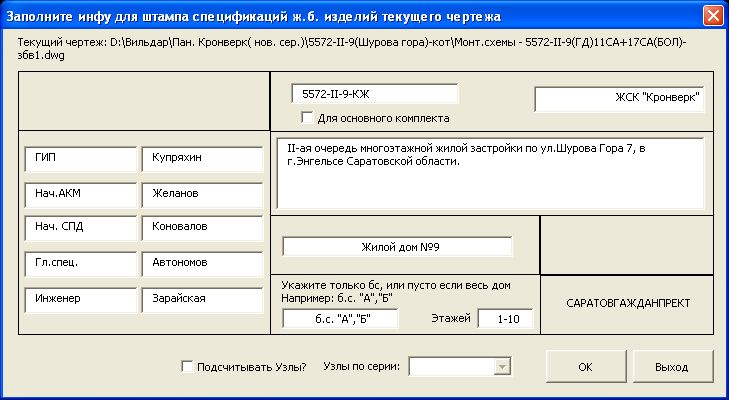 Заполните инфу для штампа спецификаций ж.б. изделий текущего чертежа
Текущий чертеж: D:\Вильдар\Пан. Кронверк( нов. сер.)\5572-II-9(Шурова гора)-кот\Монт.схемы - 5572-II-9(ГД)11СА+17СА(БОЛ)-
збв1.dwg
5572-II-9-КЖ
ЖСК "Кронверк"
Для основного комплекта
II-ая очередь многоэтажной жилой застройки по ул.Шурова Гора 7, в
г.Энгельсе Саратовской области.
ГИП Купряхин
Нач.АКМ Желанов
Нач. СПД Коновалов
Гл.спец. Автономов
Инженер Зарайская
Жилой дом №9
Укажите только бс, или пусто если весь дом
Например: б.с. "А","Б"
б.с. "А","Б" Этажей 1-10
САРАТОВГАЖДАНПРЕКТ
Подсчитывать Узлы? Узлы по серии: ОК Выход